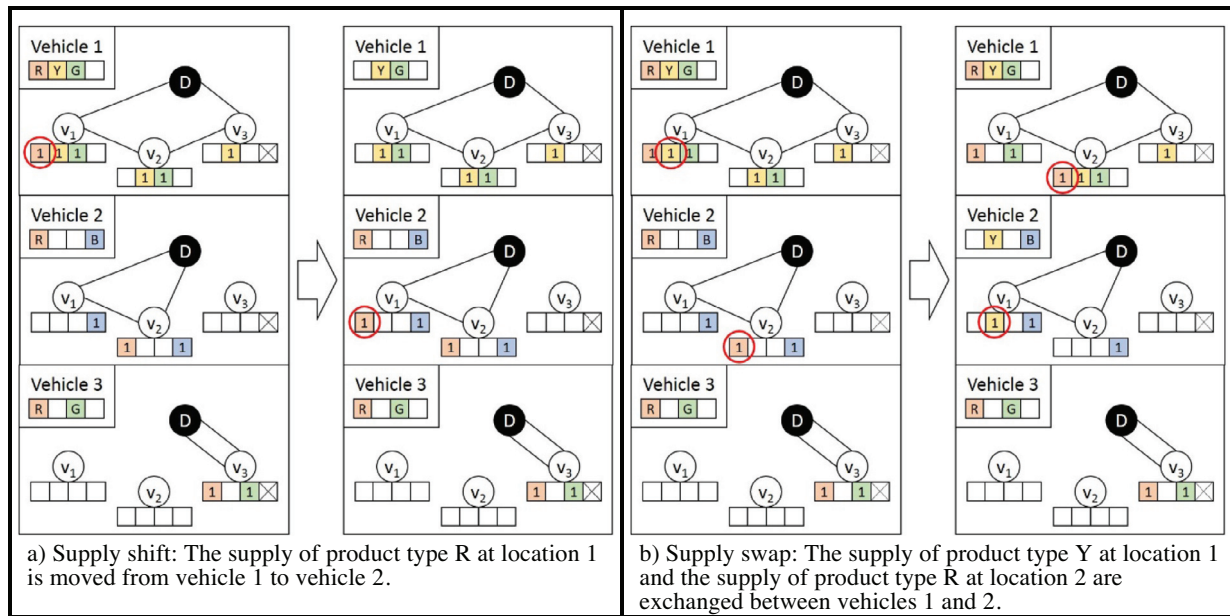 Vehicle 1
R Y G
D
v1
v3
1 1 1
v2
1
1 1
Vehicle 2
R B
D
v1
v3
1
v2
1 1
Vehicle 3
R G
D
v1
v3
v2
1 1
Vehicle 1
Y G
D
v1
v3
1 1
v2
1
1 1
Vehicle 2
R B
D
v1
v3
1 1
v2
1 1
Vehicle 3
R G
D
v1
v3
v2
1 1
a) Supply shift: The supply of product type R at location 1
is moved from vehicle 1 to vehicle 2.
Vehicle 1
R Y G
D
v1
v3
1 1 1
v2
1
1 1
Vehicle 2
R B
D
v1
v3
1
v2
1 1
Vehicle 3
R G
D
v1
v3
v2
1 1
Vehicle 1
R Y G
D
v1
v3
1 1
v2
1
1 1 1
Vehicle 2
Y B
D
v1
v3
1 1
v2
1
Vehicle 3
R G
D
v1
v3
v2
1 1
b) Supply swap: The supply of product type Y at location 1
and the supply of product type R at location 2 are
exchanged between vehicles 1 and 2.